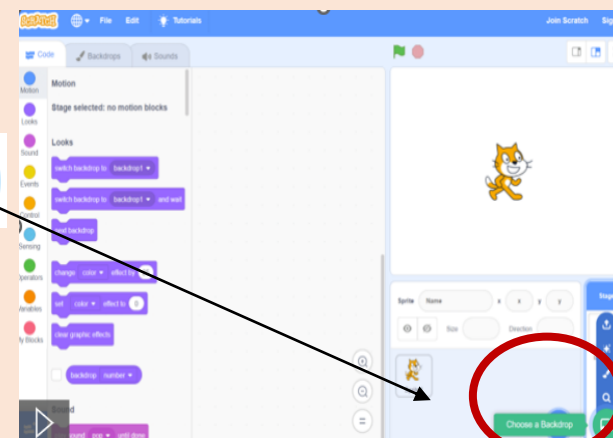 SCRATCH File Edit Tutorials Join Scratch
Code Backdrops Sounds
Motion
Motion
Stage selected: no motion blocks
Looks
Looks
Sound
switch backdrop to backdrop1
Events
switch backdrop to backdrop1 and wait
Control
next backdrop
Sensing
Operators
change color effect by
Variables
set color effect to 0
My Blocks
clear graphic effects
Sprite Name x x y y
Size Direction
backdrop number
Sound
until done
Choose a Backdrop